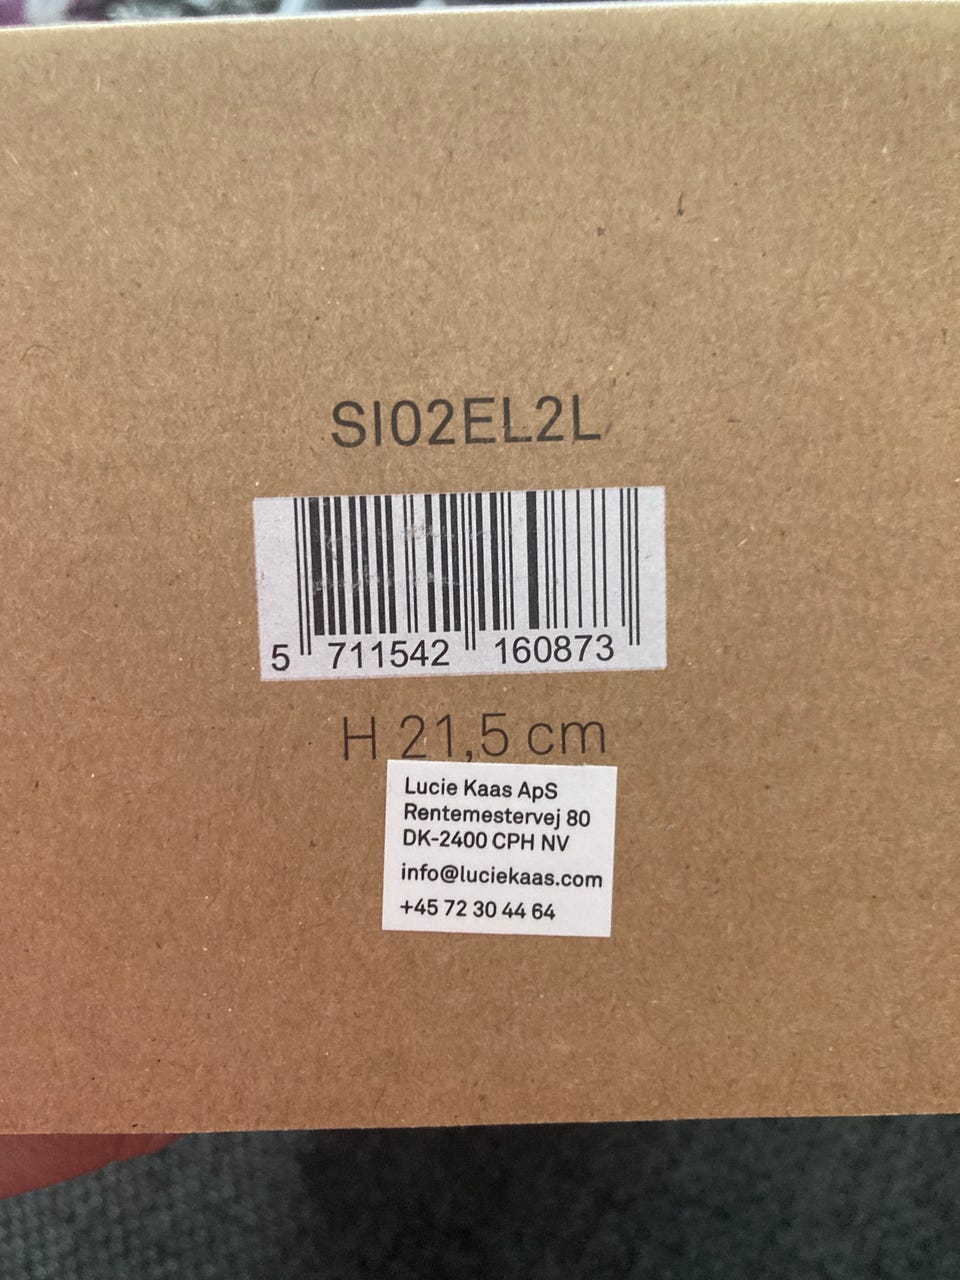 SI02EL2L
5 711542 160873
H 21,5 cm
Lucie Kaas ApS
Rentemestervej 80
DK-2400 CPH NV
info@luciekaas.com
+45 72 30 44 64